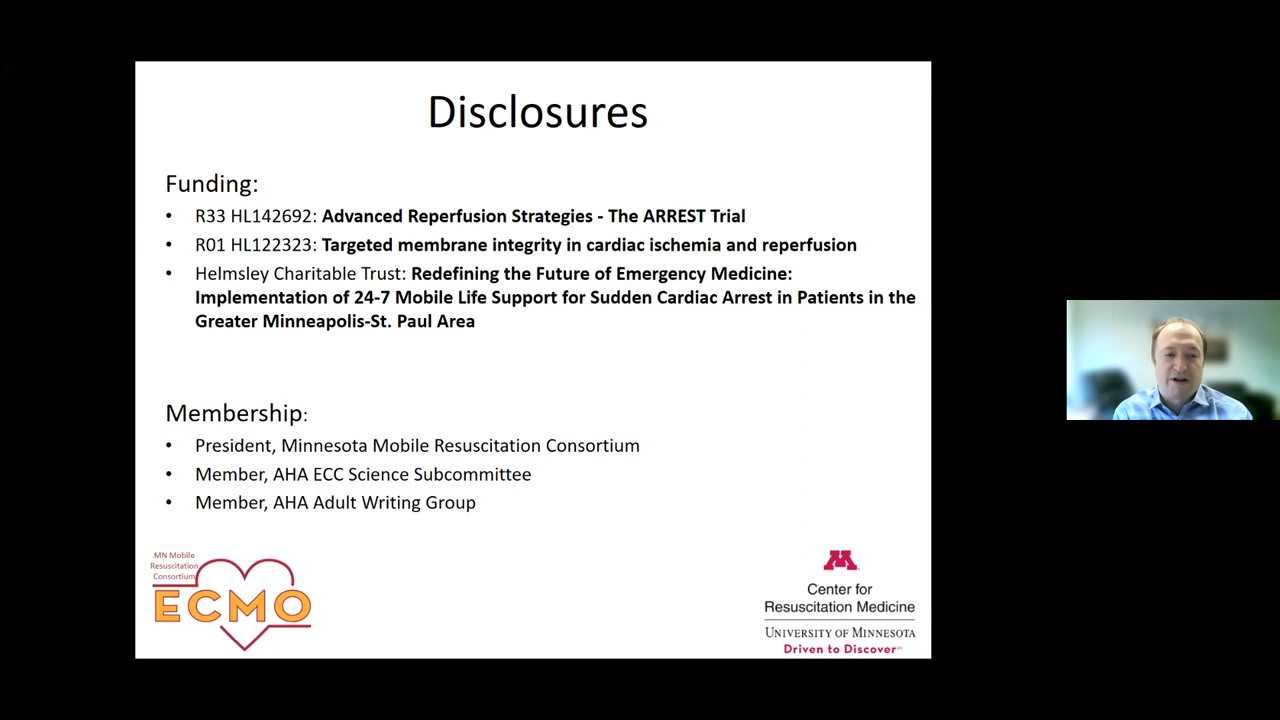 Disclosures
Funding:
• R33 HL142692: Advanced Reperfusion Strategies - The ARREST Trial
• R01 HL122323: Targeted membrane integrity in cardiac ischemia and reperfusion
• Helmsley Charitable Trust: Redefining the Future of Emergency Medicine:
Implementation of 24-7 Mobile Life Support for Sudden Cardiac Arrest in Patients in the
Greater Minneapolis-St. Paul Area
Membership:
• President, Minnesota Mobile Resuscitation Consortium
• Member, AHA ECC Science Subcommittee
• Member, AHA Adult Writing Group
MN Mobile
Resuscitation
Consortium
ECMO
M
Center for
Resuscitation Medicine
UNIVERSITY OF MINNESOTA
Driven to Discover